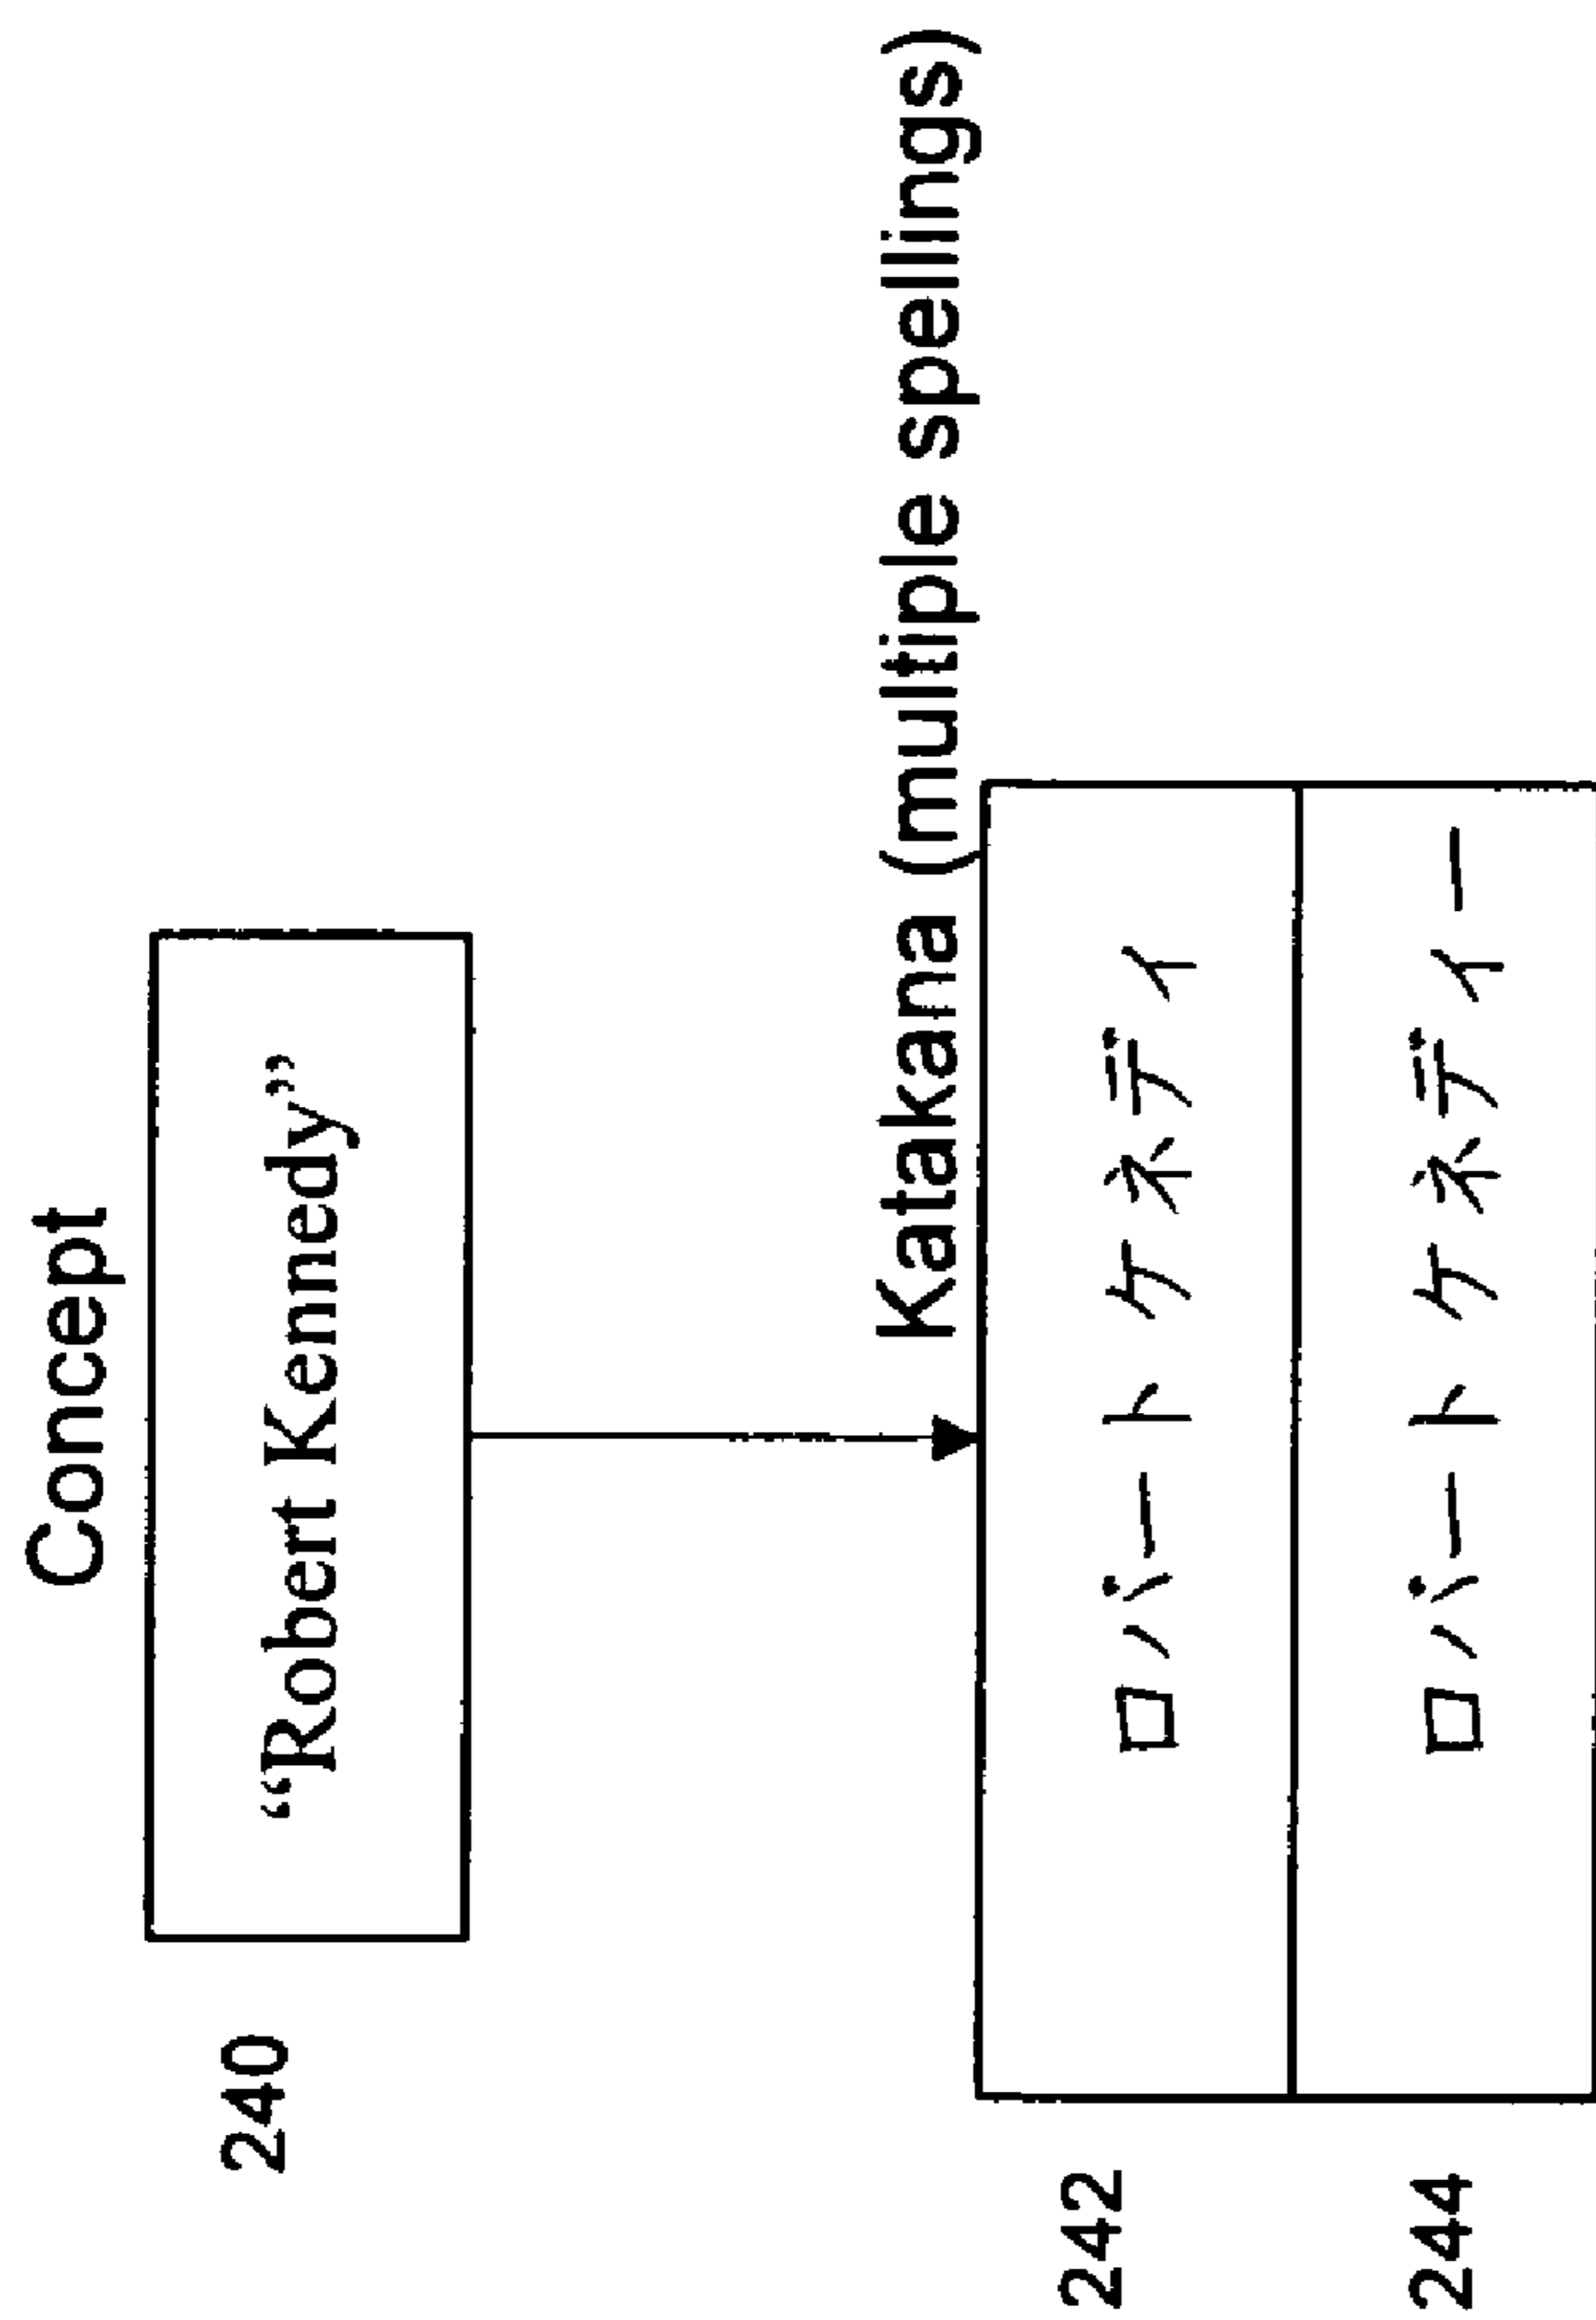 Concept
240
“Robert Kennedy”
Katakana (multiple spellings)
242
ロバート ケネディ
244
ロバート ケネディー